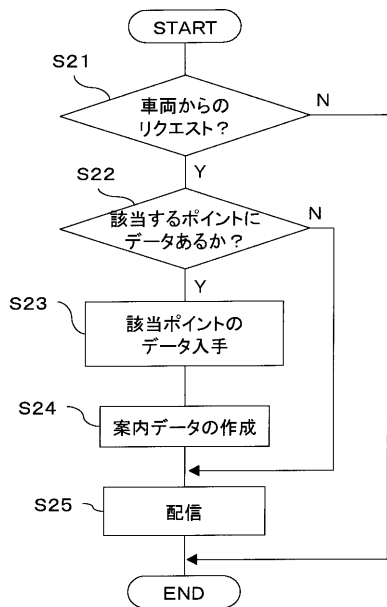 START
S21
車両からの
リクエスト？
N
Y
S22
該当するポイントに
データあるか？
N
Y
S23
該当ポイントの
データ入手
S24
案内データの作成
S25
配信
END